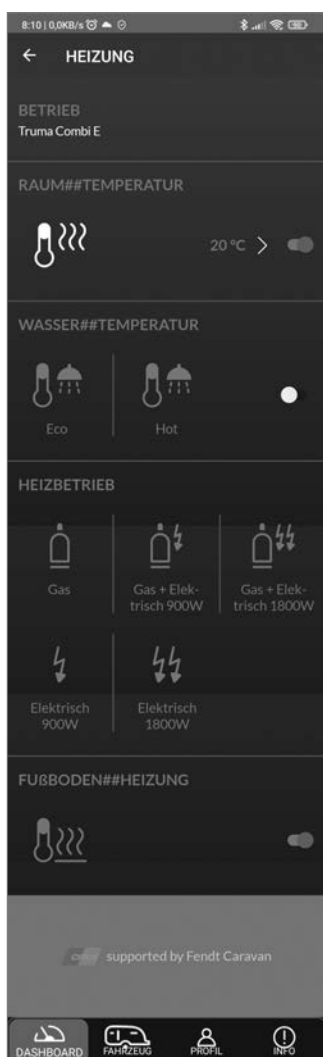 8:10 | 0,0KB/s
HEIZUNG
BETRIEB
Truma Combi E
RAUM##TEMPERATUR
20 °C
WASSER##TEMPERATUR
Eco
Hot
HEIZBETRIEB
Gas
Gas + Elek-
trisch 900W
Gas + Elek-
trisch 1800W
Elektrisch
900W
Elektrisch
1800W
FUßBODEN##HEIZUNG
supported by Fendt Caravan
DASHBOARD
FAHRZEUG
PROFIL
INFO